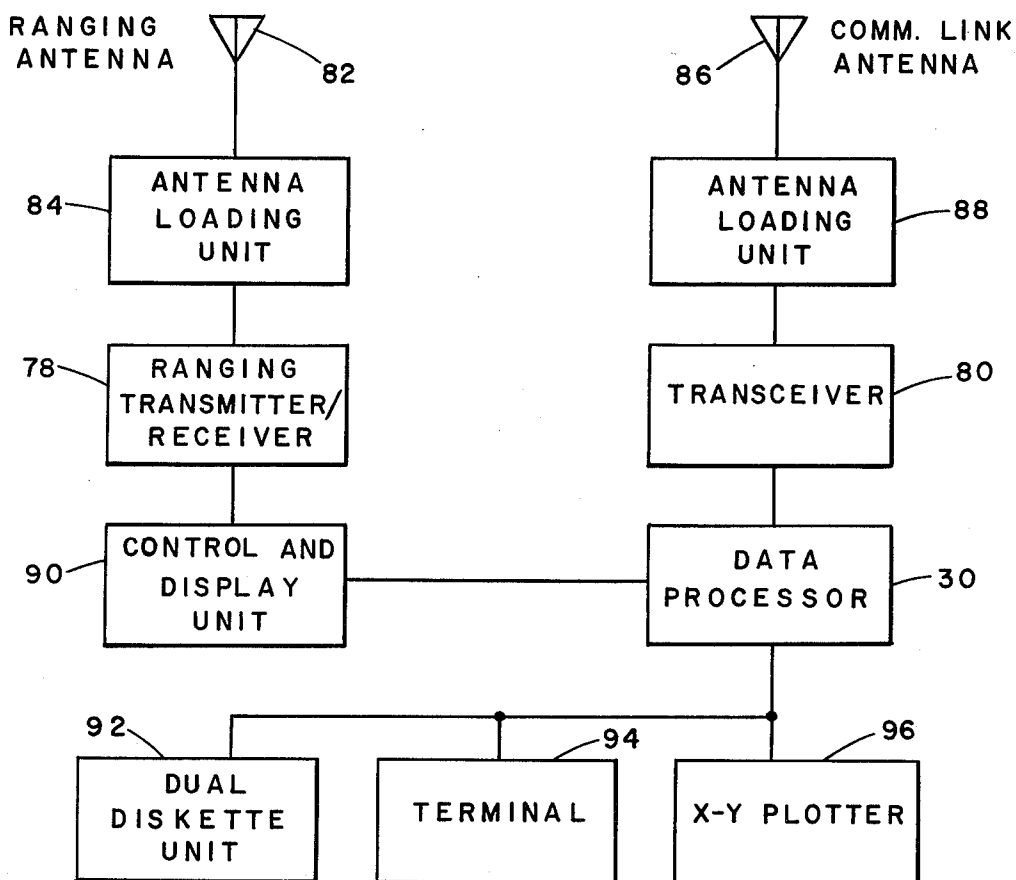 RANGING
ANTENNA
82
86
COMM. LINK
ANTENNA
84
ANTENNA
LOADING
UNIT
ANTENNA
LOADING
UNIT
88
78
RANGING
TRANSMITTER/
RECEIVER
TRANSCEIVER
80
90
CONTROL AND
DISPLAY
UNIT
DATA
PROCESSOR
30
92
DUAL
DISKETTE
UNIT
94
TERMINAL
96
X-Y PLOTTER